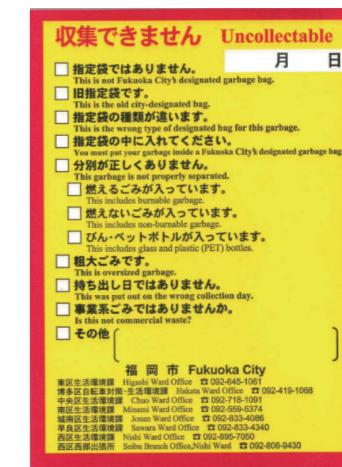 収集できません Uncollectable
月 日
指定袋ではありません。
This is not Fukuoka City's designated garbage bag.
旧指定袋です。
This is the old city-designated bag.
指定袋の種類が違います。
This is the wrong type of designated bag for this garbage.
指定袋の中に入れてください。
You must put your garbage inside a Fukuoka City's designated garbage bag
分別が正しくありません。
This garbage is not properly separated.
燃えるごみが入っています。
This includes burnable garbage.
燃えないごみが入っています。
This includes non-burnable garbage.
びん・ペットボトルが入っています。
This includes glass and plastic (PET) bottles.
粗大ごみです。
This is oversized garbage.
持ち出し日ではありません。
This was put out on the wrong collection day.
事業系ごみではありませんか。
Is this not commercial waste?
その他
福岡市 Fukuoka City
東区生活環境課 Higashi Ward Office ☎092-645-1061
博多区自転車対策・生活環境課 Hakata Ward Office ☎092-419-1068
中央区生活環境課 Chuo Ward Office ☎092-718-1091
南区生活環境課 Minami Ward Office ☎092-559-5374
城南区生活環境課 Jonan Ward Office ☎092-833-4086
早良区生活環境課 Sawara Ward Office ☎092-833-4340
西区生活環境課 Nishi Ward Office ☎092-895-7050
西区西部出張所 Seibu Branch Office,Nishi Ward ☎092-806-9430